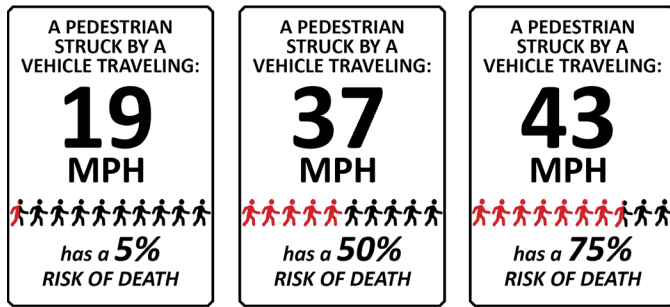 A PEDESTRIAN
STRUCK BY A
VEHICLE TRAVELING:
19
MPH
has a 5%
RISK OF DEATH
A PEDESTRIAN
STRUCK BY A
VEHICLE TRAVELING:
37
MPH
has a 50%
RISK OF DEATH
A PEDESTRIAN
STRUCK BY A
VEHICLE TRAVELING:
43
MPH
has a 75%
RISK OF DEATH